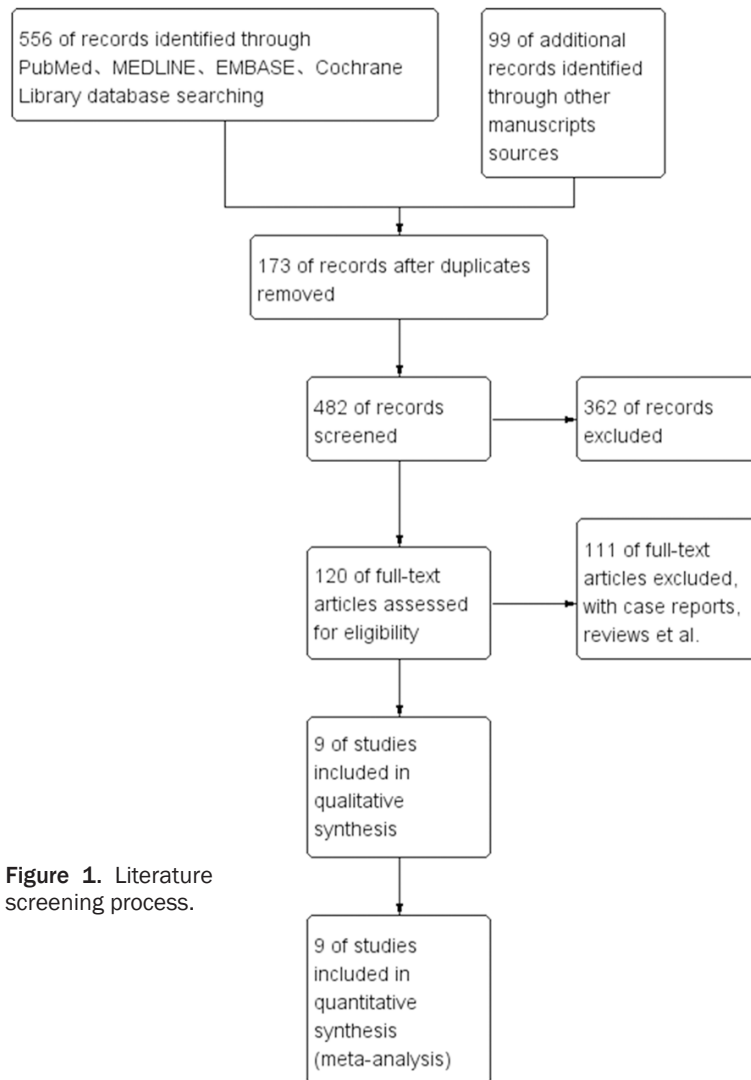 556 of records identified through
PubMed、MEDLINE、EMBASE、Cochrane
Library database searching
99 of additional
records identified
through other
manuscripts
sources
173 of records after duplicates
removed
482 of records
screened
362 of records
excluded
120 of full-text
articles assessed
for eligibility
111 of full-text
articles excluded,
with case reports,
reviews et al.
9 of studies
included in
qualitative
synthesis
9 of studies
included in
quantitative
synthesis
(meta-analysis)
Figure 1. Literature
screening process.